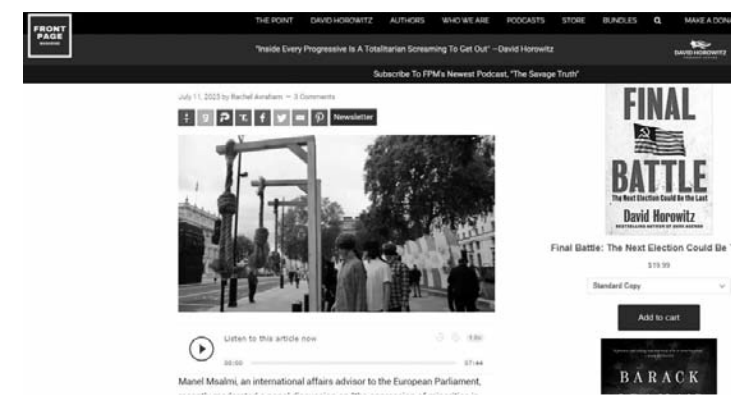 FRONT
PAGE
THE POINT DAVID HOROWITZ AUTHORS WHO WE ARE PODCASTS STORE BUNDLES MAKE A DONA
"Inside Every Progressive Is A Totalitarian Screaming To Get Out" –David Horowitz
DAVID HOROWITZ
Subscribe To FPM's Newest Podcast, "The Savage Truth"
July 11, 2023 by Rachel Avraham — 3 Comments
Newsletter
FINAL
BATTLE
The Next Election Could Be the Last
David Horowitz
Final Battle: The Next Election Could Be
$19.99
Standard Copy
Add to cart
Listen to this article now
1.0x
00:00 07:44
BARACK
Manel Msalmi, an international affairs advisor to the European Parliament,